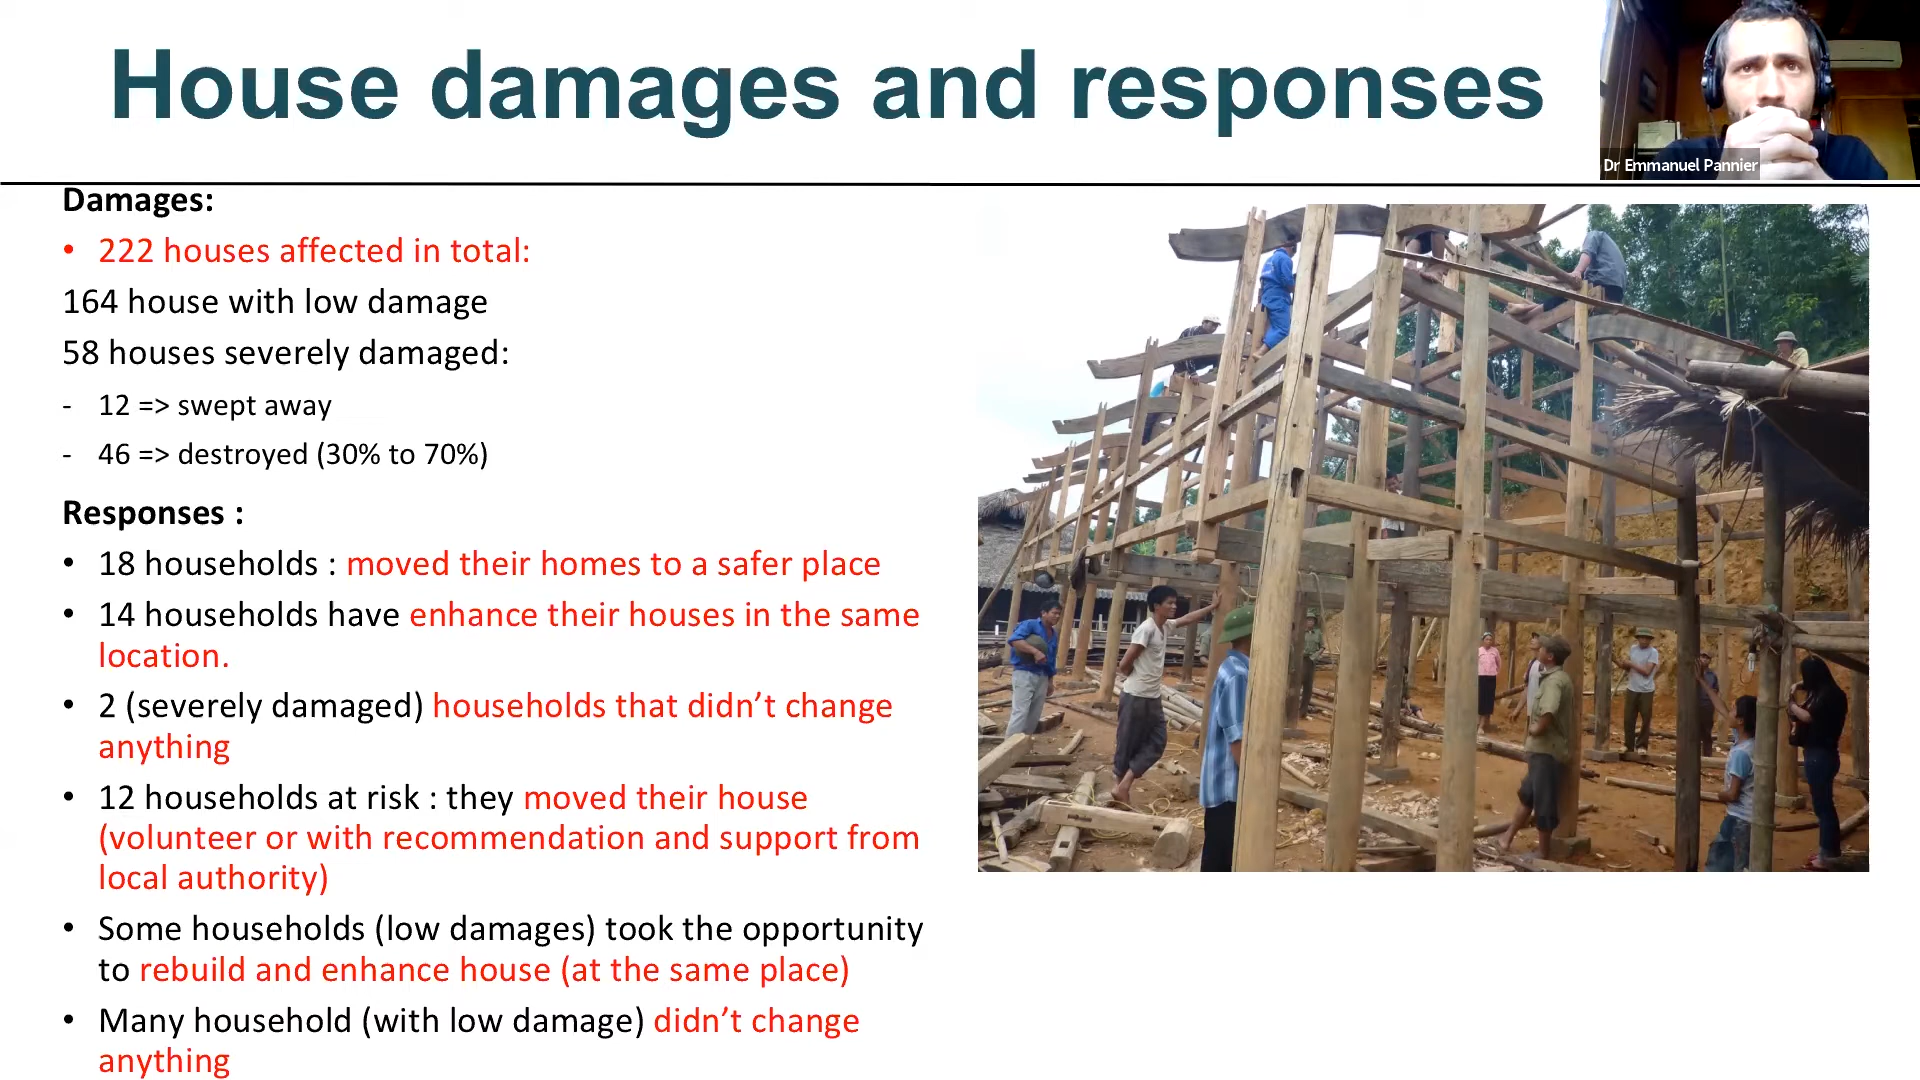 House damages and responses
Dr Emmanuel Pannier
Damages:
• 222 houses affected in total:
164 house with low damage
58 houses severely damaged:
- 12 => swept away
- 46 => destroyed (30% to 70%)
Responses :
• 18 households : moved their homes to a safer place
• 14 households have enhance their houses in the same
location.
• 2 (severely damaged) households that didn’t change
anything
• 12 households at risk : they moved their house
(volunteer or with recommendation and support from
local authority)
• Some households (low damages) took the opportunity
to rebuild and enhance house (at the same place)
• Many household (with low damage) didn’t change
anything